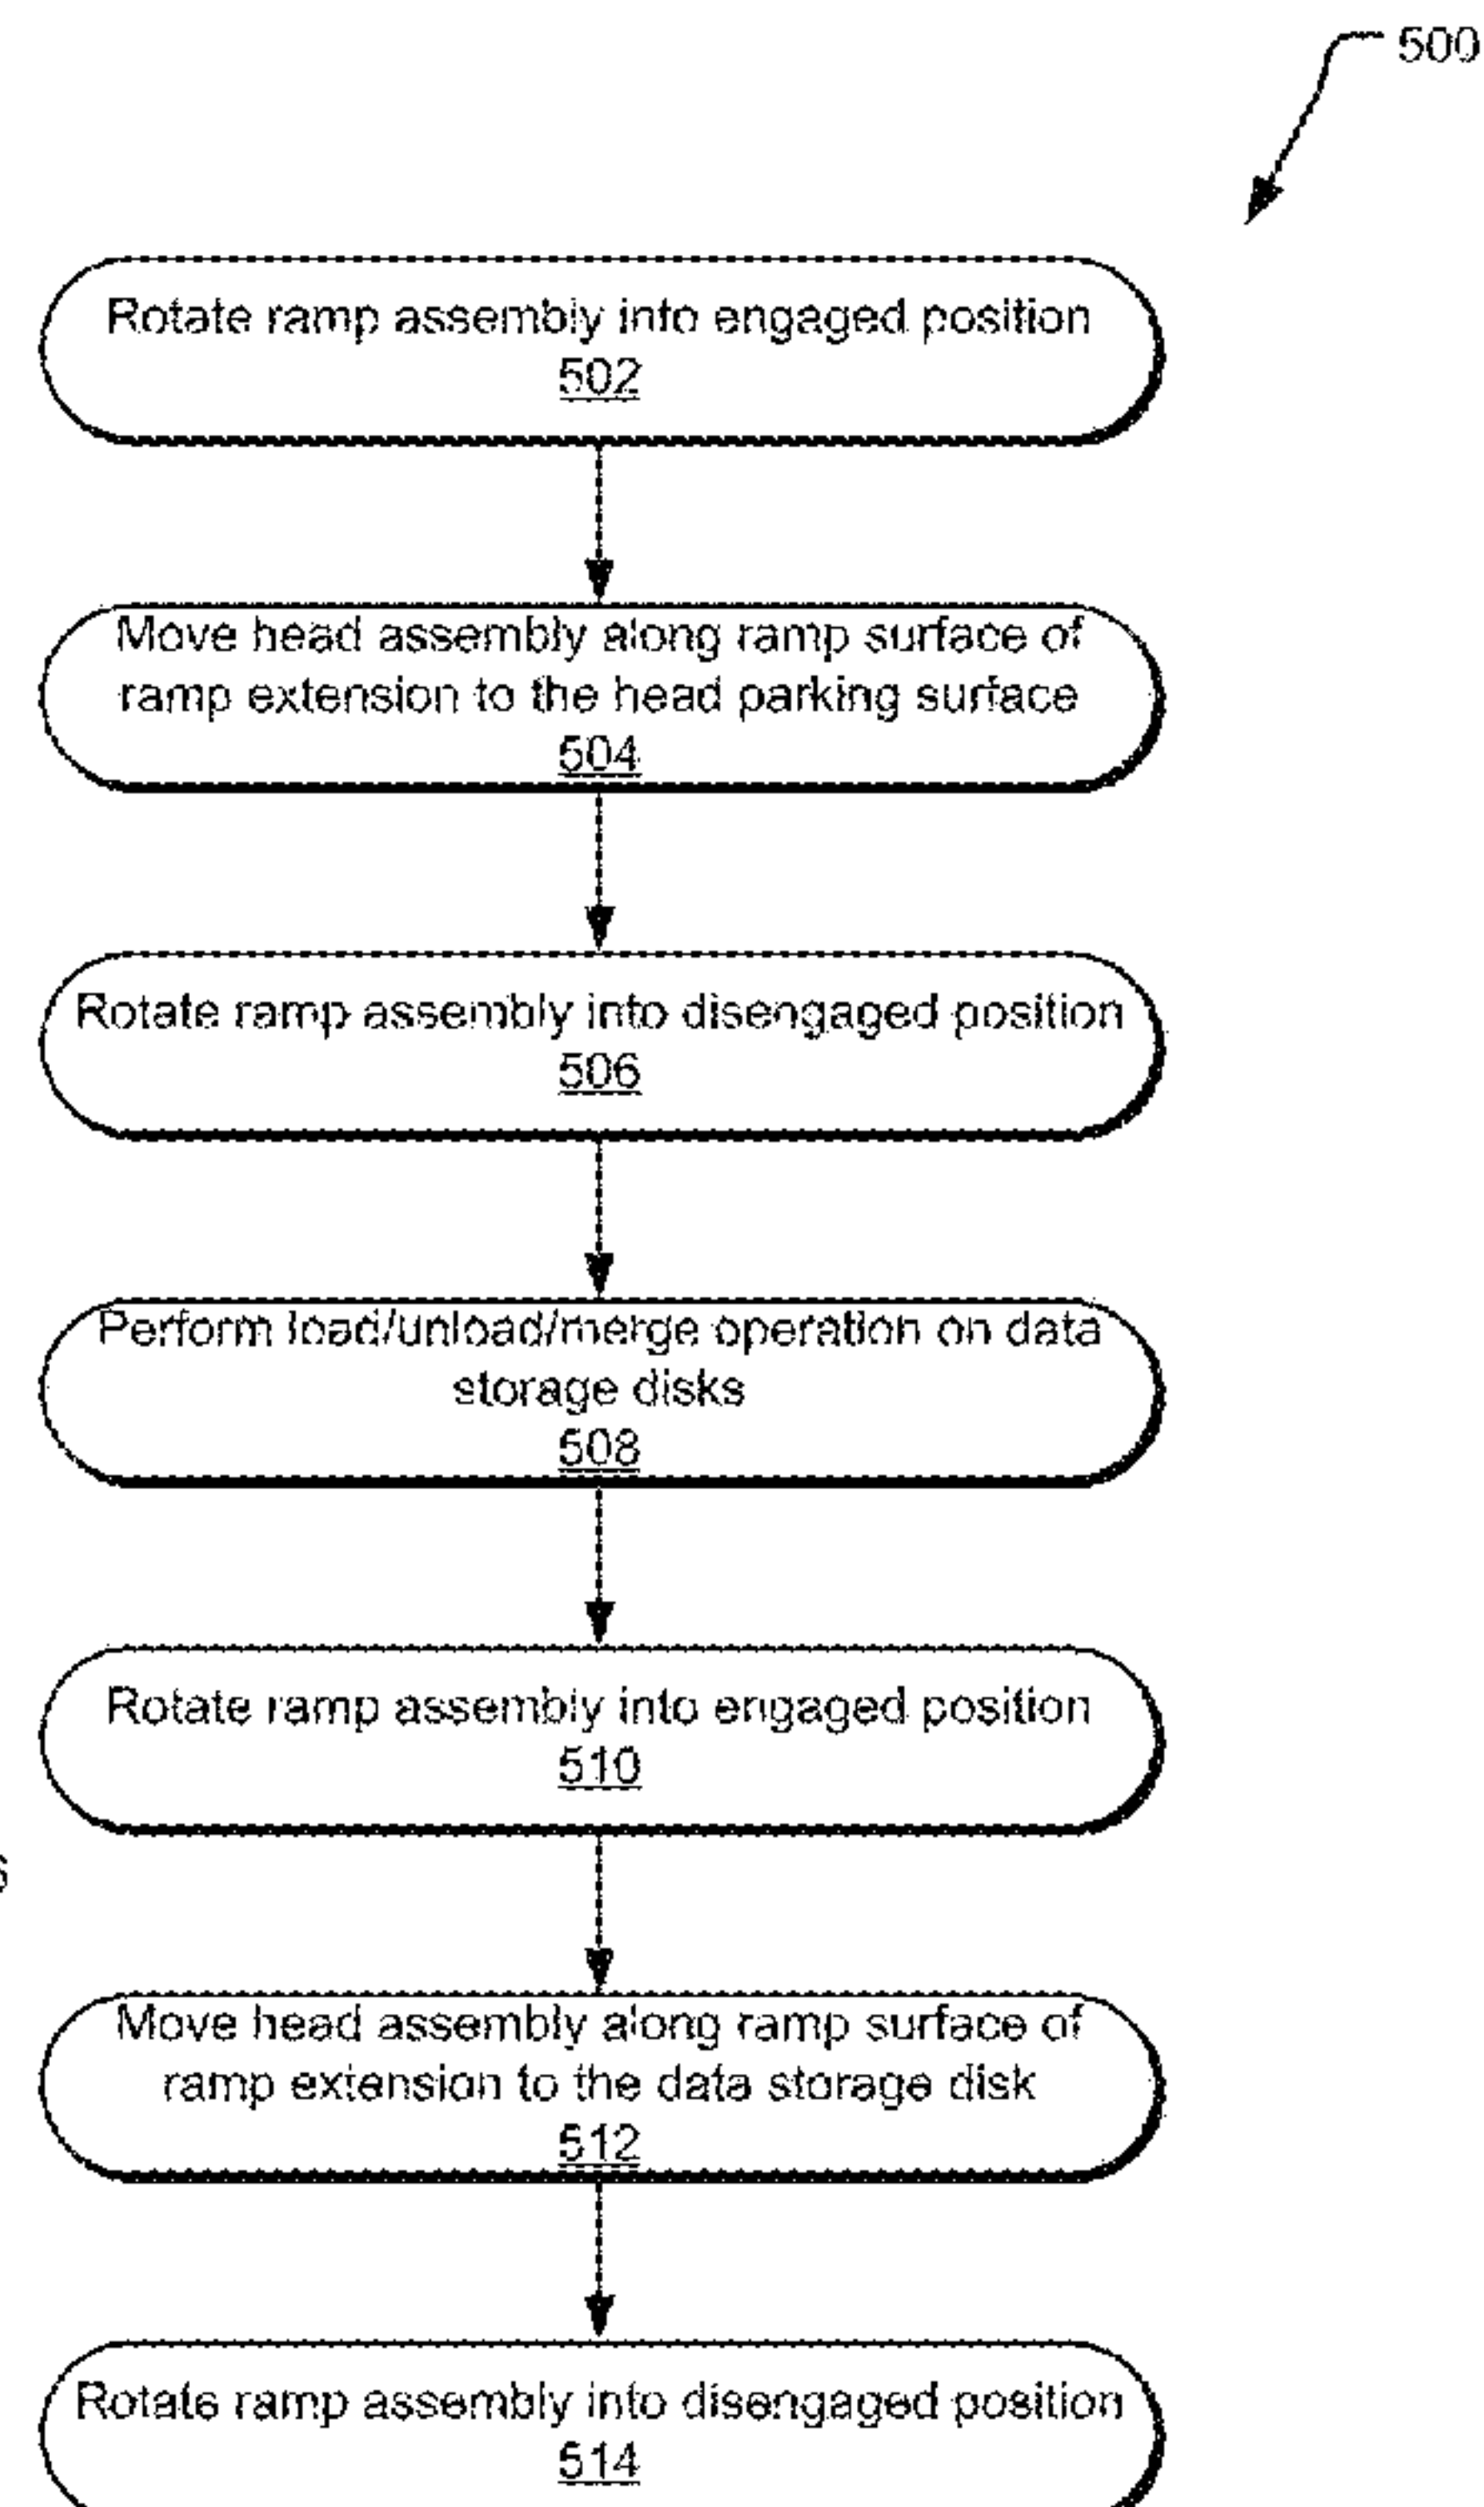 500
Rotate ramp assembly into engaged position
502
Move head assembly along ramp surface of
ramp extension to the head parking surface
504
Rotate ramp assembly into disengaged position
506
Perform load/unload/merge operation on data
storage disks
508
Rotate ramp assembly into engaged position
510
Move head assembly along ramp surface of
ramp extension to the data storage disk
512
Rotate ramp assembly into disengaged position
514